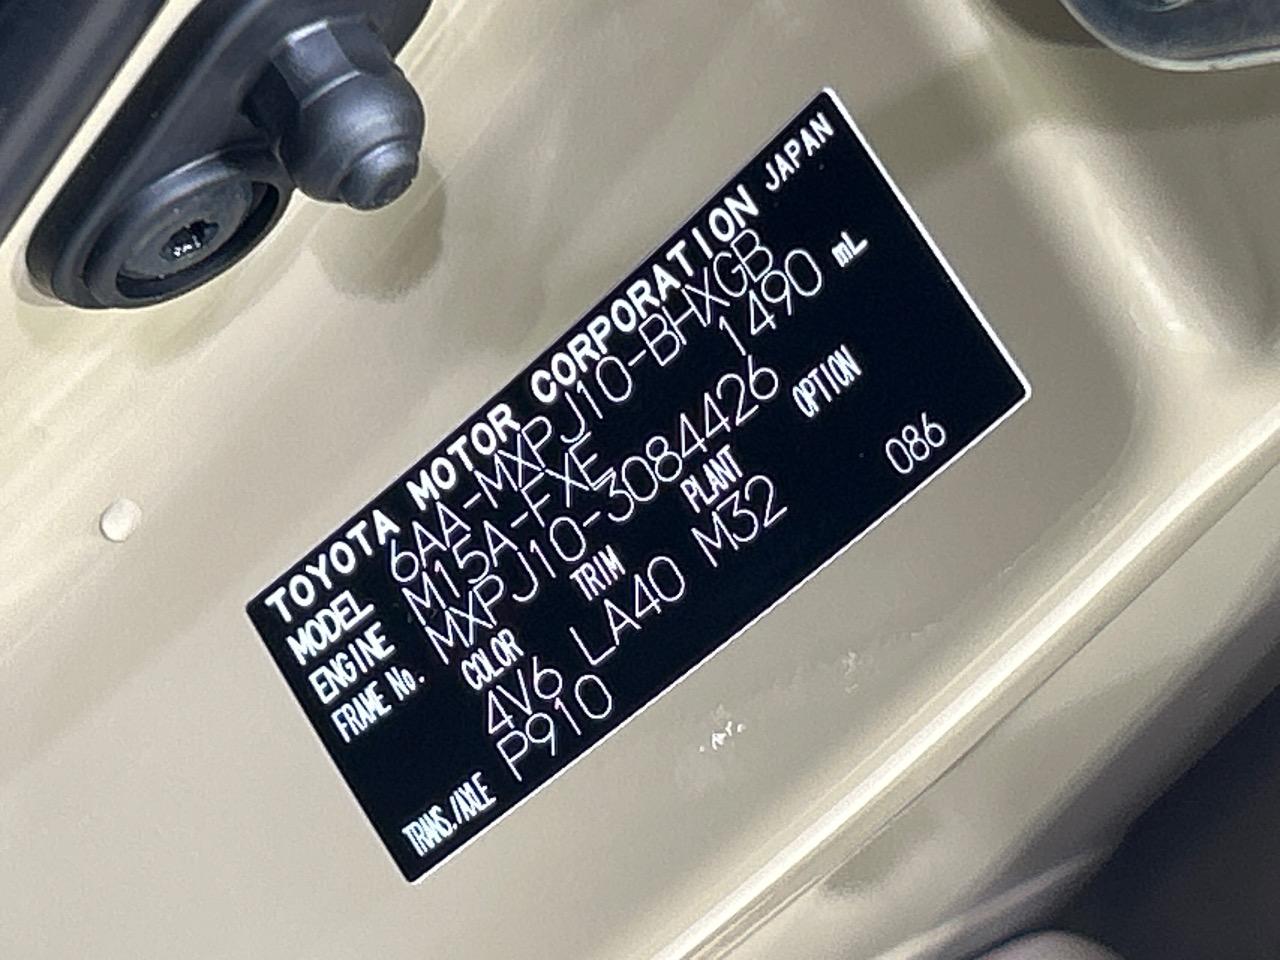 TOYOTA MOTOR CORPORATION JAPAN
MODEL 6AA-MXPJ10-BHXGB
ENGINE M15A-FXE 1490 mL
FRAME No. MXPJ10-3084426
COLOR TRIM PLANT OPTION
4V6 LA40 M32 086
TRANS./AXLE P910